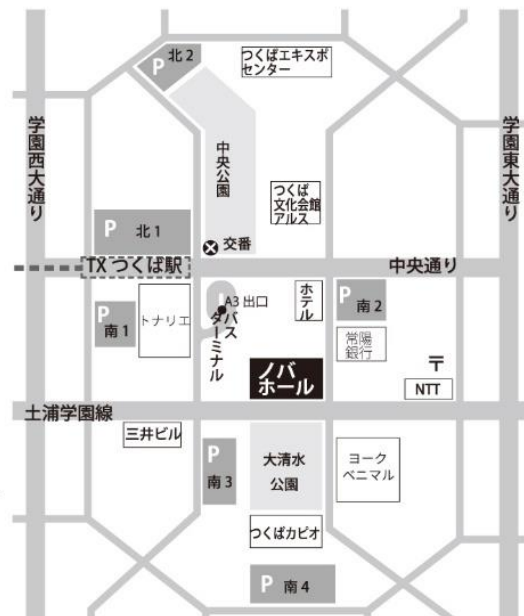 P
北2
つくばエキスポ
センター
学園西大通り
学園東大通り
中央公園
つくば
文化会館
アルス
P
北1
交番
TX つくば駅
中央通り
P
南1
トナリエ
A3 出口
バス
ターミナル
ホテル
P
南2
常陽
銀行
〒
NTT
ノバ
ホール
土浦学園線
三井ビル
P
南3
大清水
公園
ヨーク
ベニマル
つくばカピオ
P
南4